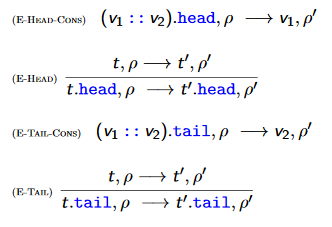 (E-Head-Cons) (v₁ :: v₂).head, ρ ⟶ v₁, ρ′
t, ρ ⟶ t′, ρ′
(E-Head)
t.head, ρ ⟶ t′.head, ρ′
(E-Tail-Cons) (v₁ :: v₂).tail, ρ ⟶ v₂, ρ′
t, ρ ⟶ t′, ρ′
(E-Tail)
t.tail, ρ ⟶ t′.tail, ρ′